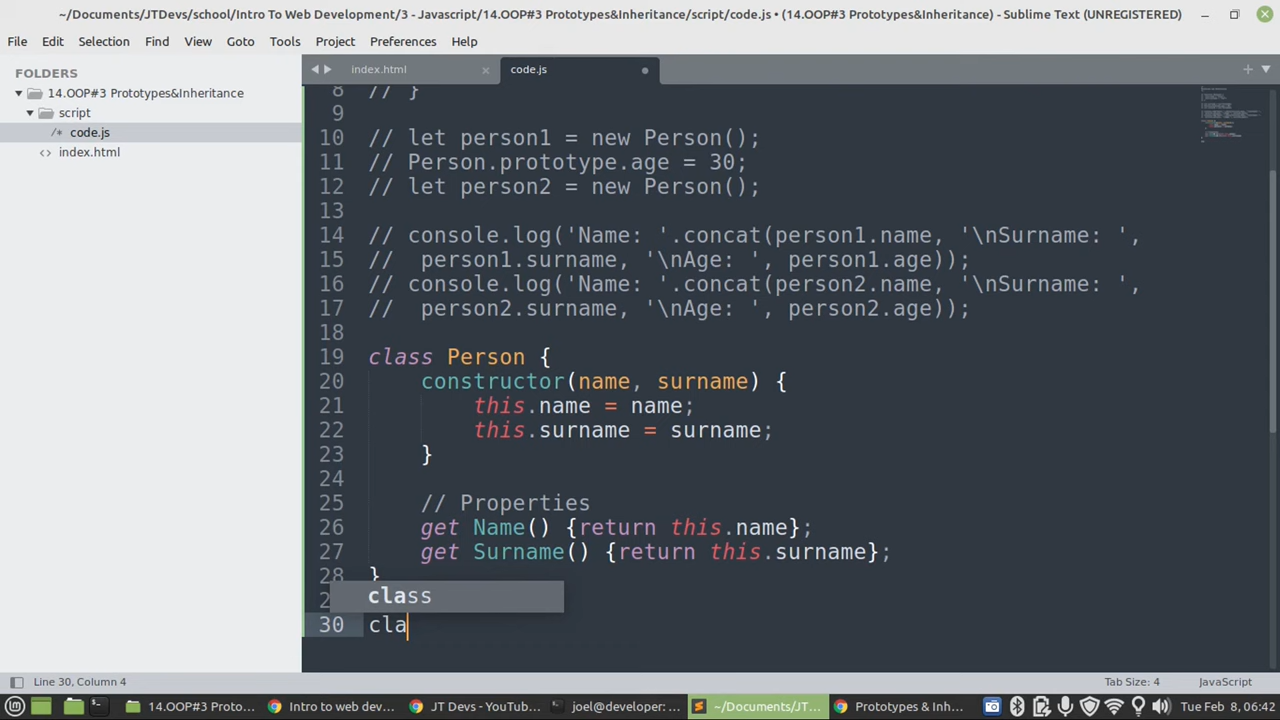 ~/Documents/JTDevs/school/Intro To Web Development/3 - Javascript/14.OOP#3 Prototypes&Inheritance/script/code.js • (14.OOP#3 Prototypes&Inheritance) - Sublime Text (UNREGISTERED)
File Edit Selection Find View Goto Tools Project Preferences Help
FOLDERS
14.OOP#3 Prototypes&Inheritance
script
/* code.js
<> index.html
index.html × code.js
8 // }
9
10 // let person1 = new Person();
11 // Person.prototype.age = 30;
12 // let person2 = new Person();
13
14 // console.log('Name: '.concat(person1.name, '\nSurname: ',
15 // person1.surname, '\nAge: ', person1.age));
16 // console.log('Name: '.concat(person2.name, '\nSurname: ',
17 // person2.surname, '\nAge: ', person2.age));
18
19 class Person {
20 constructor(name, surname) {
21 this.name = name;
22 this.surname = surname;
23 }
24
25 // Properties
26 get Name() {return this.name};
27 get Surname() {return this.surname};
28 }
2
class
30 cla
Line 30, Column 4 Tab Size: 4 JavaScript
14.OOP#3 Proto... Intro to web dev... JT Devs - YouTub... joel@developer: ... ~/Documents/JT... Prototypes & Inh... Tue Feb 8, 06:42